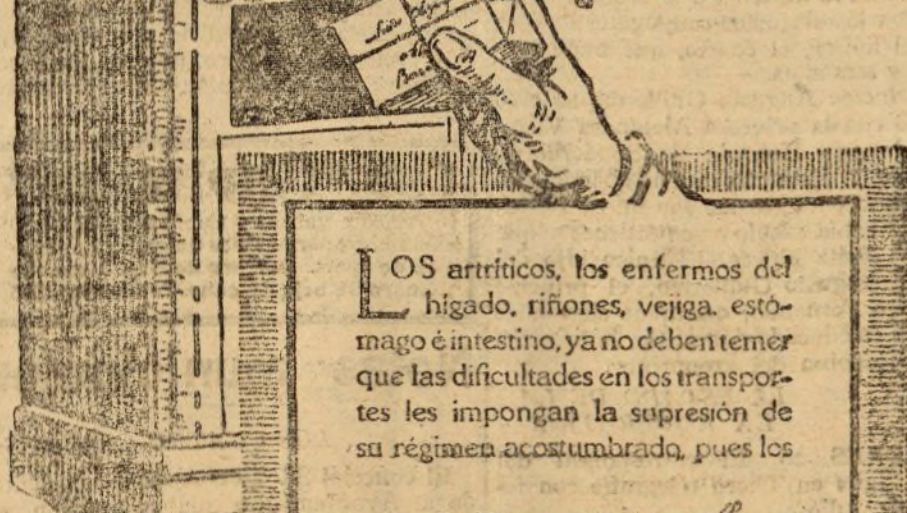 LOS artríticos, los enfermos del
hígado, riñones, vejiga, estó-
mago é intestino, ya no deben temer
que las dificultades en los transpor-
tes les impongan la supresión de
su régimen acostumbrado, pues los